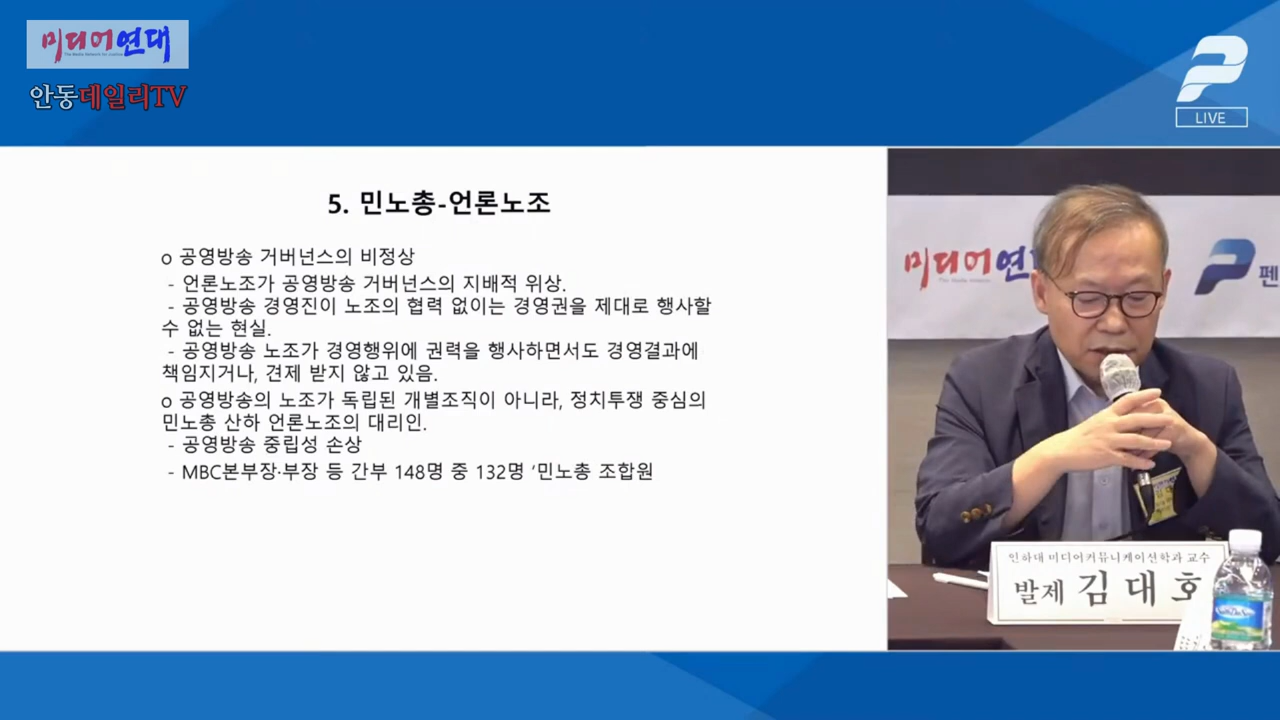 미디어연대
The Media Network for Justice
안동데일리TV
LIVE
5. 민노총-언론노조
o 공영방송 거버넌스의 비정상
- 언론노조가 공영방송 거버넌스의 지배적 위상.
- 공영방송 경영진이 노조의 협력 없이는 경영권을 제대로 행사할
수 없는 현실.
- 공영방송 노조가 경영행위에 권력을 행사하면서도 경영결과에
책임지거나, 견제 받지 않고 있음.
o 공영방송의 노조가 독립된 개별조직이 아니라, 정치투쟁 중심의
민노총 산하 언론노조의 대리인.
- 공영방송 중립성 손상
- MBC본부장·부장 등 간부 148명 중 132명 ‘민노총 조합원
미디어연
펜
인하대 미디어커뮤니케이션학과 교수
발제 김대호